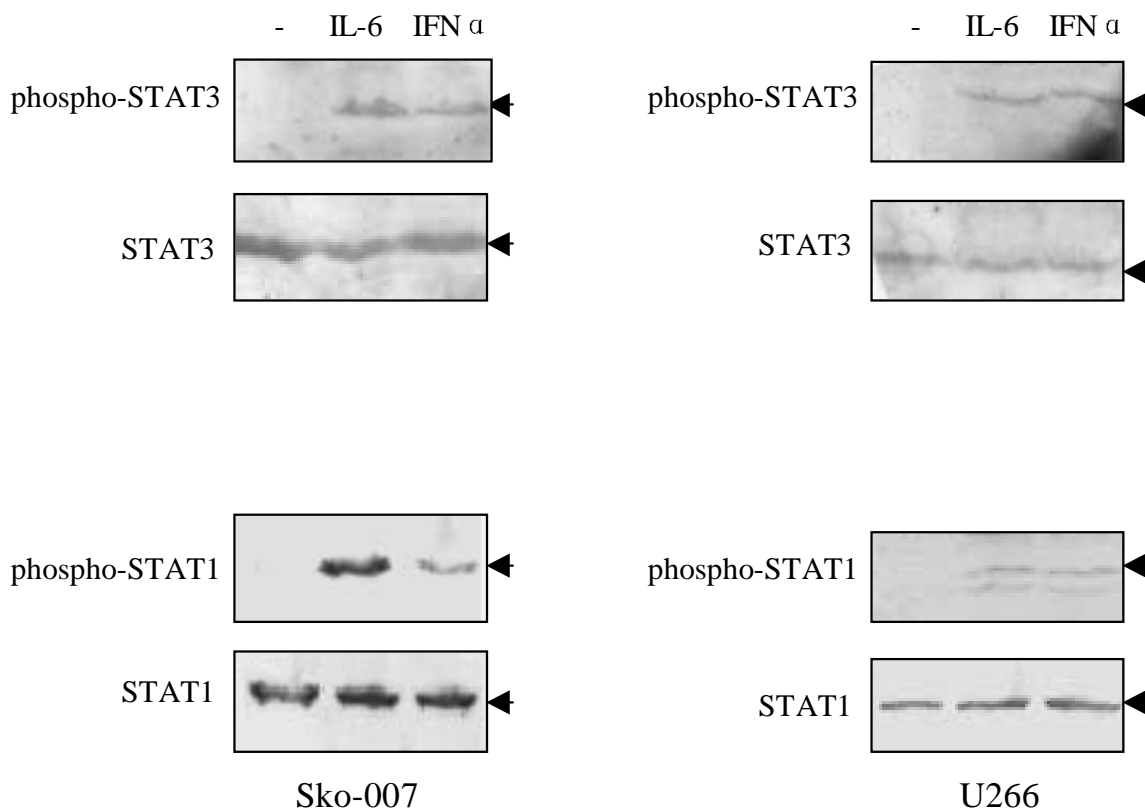 - IL-6 IFN α
phospho-STAT3
STAT3
phospho-STAT1
STAT1
Sko-007
- IL-6 IFN α
phospho-STAT3
STAT3
phospho-STAT1
STAT1
U266